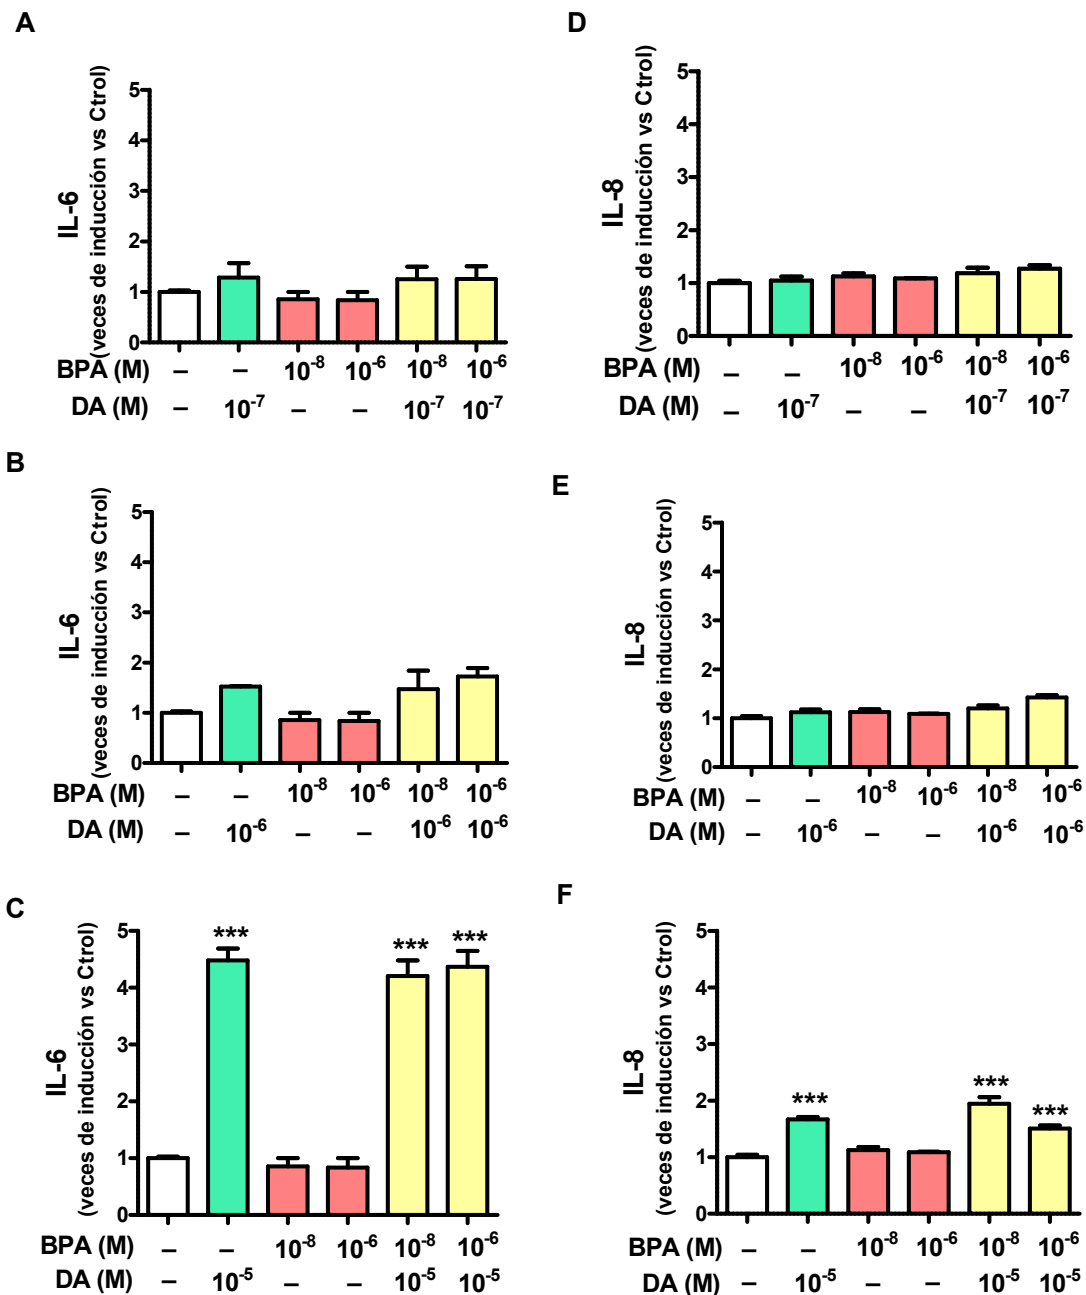 A
IL-6
(veces de inducción vs Ctrol)
5
4
3
2
1
0
BPA (M) – – 10⁻⁸ 10⁻⁶ 10⁻⁸ 10⁻⁶
DA (M) – 10⁻⁷ – – 10⁻⁷ 10⁻⁷
D
IL-8
(veces de inducción vs Ctrol)
5
4
3
2
1
0
BPA (M) – – 10⁻⁸ 10⁻⁶ 10⁻⁸ 10⁻⁶
DA (M) – 10⁻⁷ – – 10⁻⁷ 10⁻⁷
B
IL-6
(veces de inducción vs Ctrol)
5
4
3
2
1
0
BPA (M) – – 10⁻⁸ 10⁻⁶ 10⁻⁸ 10⁻⁶
DA (M) – 10⁻⁶ – – 10⁻⁶ 10⁻⁶
E
IL-8
(veces de inducción vs Ctrol)
5
4
3
2
1
0
BPA (M) – – 10⁻⁸ 10⁻⁶ 10⁻⁸ 10⁻⁶
DA (M) – 10⁻⁶ – – 10⁻⁶ 10⁻⁶
C
IL-6
(veces de inducción vs Ctrol)
5
4
3
2
1
0
*** *** ***
BPA (M) – – 10⁻⁸ 10⁻⁶ 10⁻⁸ 10⁻⁶
DA (M) – 10⁻⁵ – – 10⁻⁵ 10⁻⁵
F
IL-8
(veces de inducción vs Ctrol)
5
4
3
2
1
0
*** *** ***
BPA (M) – – 10⁻⁸ 10⁻⁶ 10⁻⁸ 10⁻⁶
DA (M) – 10⁻⁵ – – 10⁻⁵ 10⁻⁵